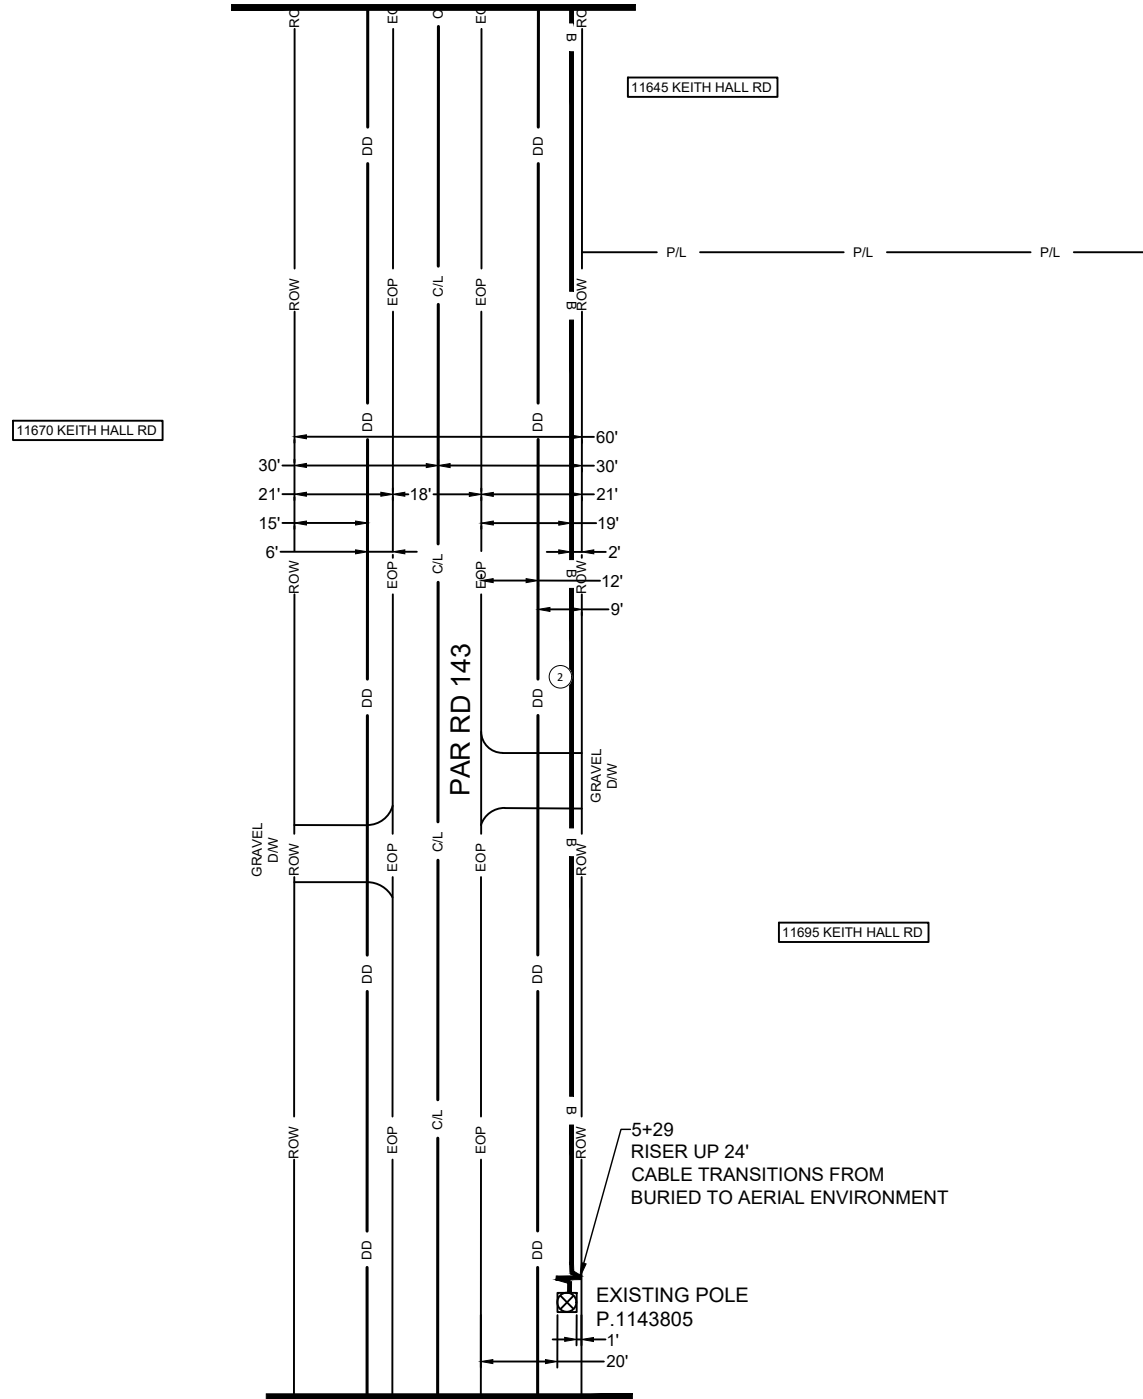 11645 KEITH HALL RD
B
DD
DD
P/L
P/L
P/L
ROW
EOP
C/L
EOP
B
ROW
DD
DD
11670 KEITH HALL RD
60'
30'
30'
21'
18'
21'
15'
19'
6'
2'
ROW
EOP
C/L
EOP
B
ROW
12'
9'
PAR RD 143
2
DD
DD
GRAVEL
D/W
GRAVEL
D/W
ROW
EOP
C/L
EOP
B
ROW
11695 KEITH HALL RD
DD
DD
ROW
EOP
C/L
EOP
B
ROW
5+29
RISER UP 24'
CABLE TRANSITIONS FROM
BURIED TO AERIAL ENVIRONMENT
DD
DD
EXISTING POLE
P.1143805
1'
20'